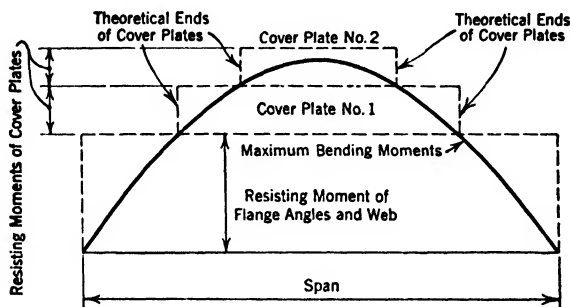 Theoretical Ends
of Cover Plates
Cover Plate No. 2
Theoretical Ends
of Cover Plates
Resisting Moments of Cover Plates
Cover Plate No. 1
Maximum Bending Moments
Resisting Moment of
Flange Angles and Web
Span